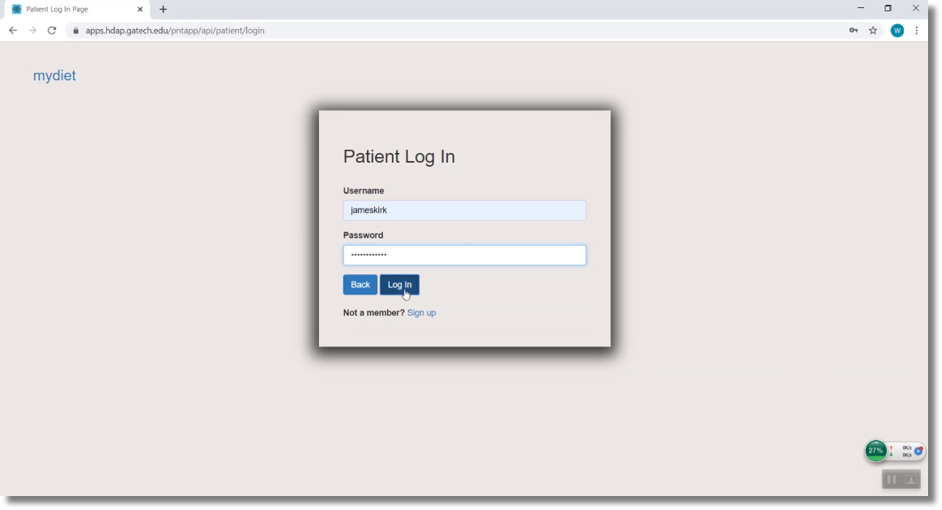 Patient Log In Page
apps.hdap.gatech.edu/pntapp/api/patient/login
W
mydiet
Patient Log In
Username
jameskirk
Password
••••••••••••
Back Log In
Not a member? Sign up
27% 0K/s
0K/s